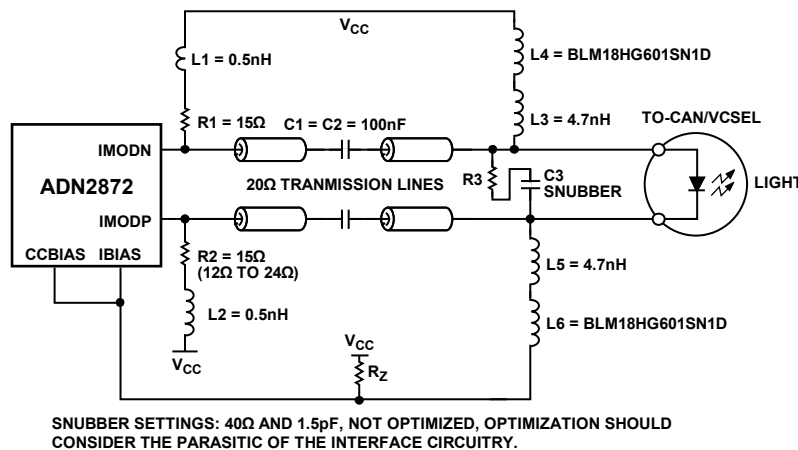 VCC
L1 = 0.5nH
L4 = BLM18HG601SN1D
R1 = 15Ω
C1 = C2 = 100nF
L3 = 4.7nH
TO-CAN/VCSEL
IMODN
ADN2872
20Ω TRANMISSION LINES
R3
C3
SNUBBER
LIGHT
IMODP
CCBIAS
IBIAS
R2 = 15Ω
(12Ω TO 24Ω)
L5 = 4.7nH
L2 = 0.5nH
L6 = BLM18HG601SN1D
VCC
VCC
RZ
SNUBBER SETTINGS: 40Ω AND 1.5pF, NOT OPTIMIZED, OPTIMIZATION SHOULD
CONSIDER THE PARASITIC OF THE INTERFACE CIRCUITRY.